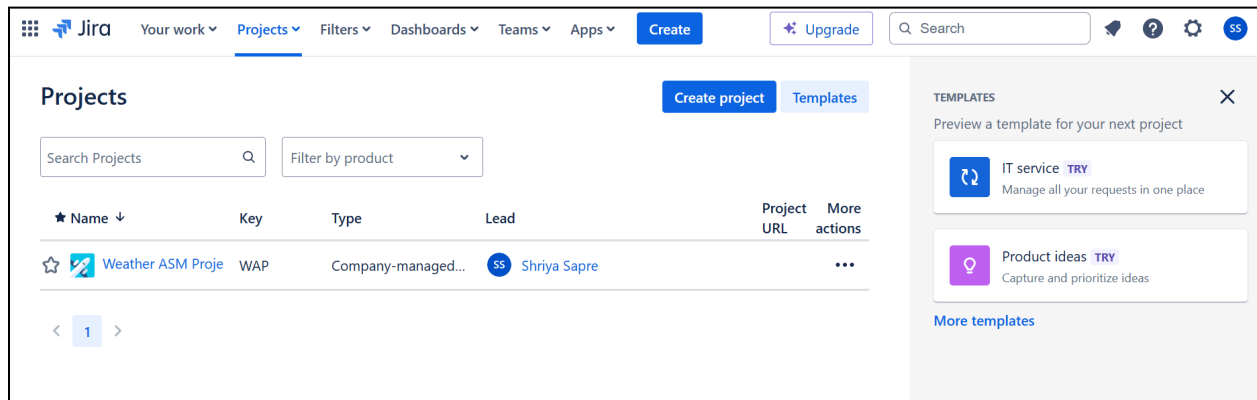 Jira Your work Projects Filters Dashboards Teams Apps Create Upgrade Search SS
Projects
Create project Templates
Search Projects Filter by product
Name Key Type Lead Project URL More actions
Weather ASM Proje WAP Company-managed... SS Shriya Sapre
1
TEMPLATES
Preview a template for your next project
IT service TRY
Manage all your requests in one place
Product ideas TRY
Capture and prioritize ideas
More templates